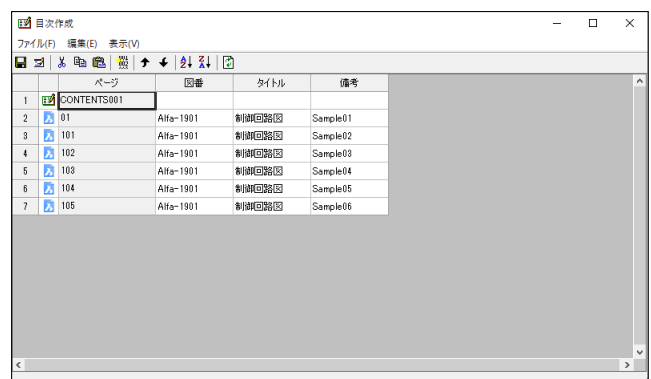 目次作成
ファイル(F) 編集(E) 表示(V)
ページ 図番 タイトル 備考
1 CONTENTS001
2 01 Alfa-1901 制御回路図 Sample01
3 101 Alfa-1901 制御回路図 Sample02
4 102 Alfa-1901 制御回路図 Sample03
5 103 Alfa-1901 制御回路図 Sample04
6 104 Alfa-1901 制御回路図 Sample05
7 105 Alfa-1901 制御回路図 Sample06